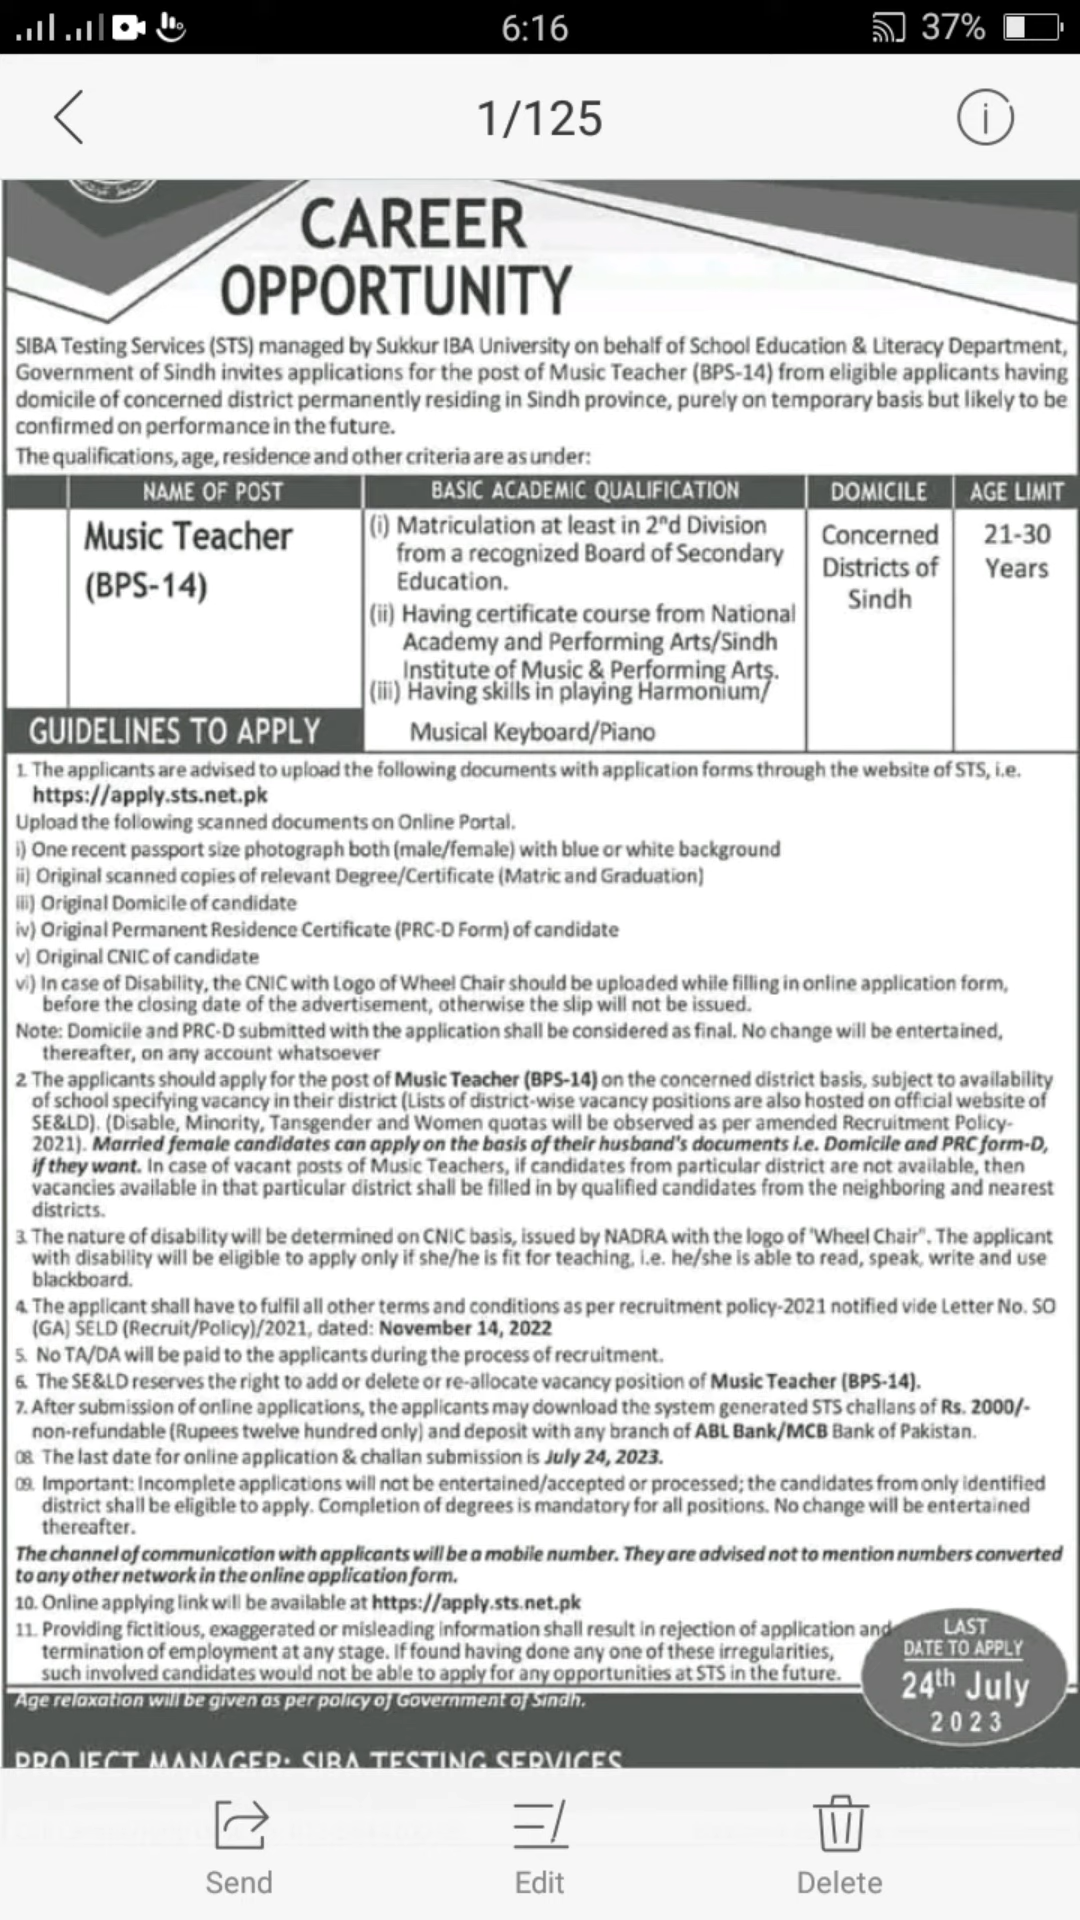 6:16
37%
1/125
CAREER
OPPORTUNITY
SIBA Testing Services (STS) managed by Sukkur IBA University on behalf of School Education & Literacy Department,
Government of Sindh invites applications for the post of Music Teacher (BPS-14) from eligible applicants having
domicile of concerned district permanently residing in Sindh province, purely on temporary basis but likely to be
confirmed on performance in the future.
The qualifications, age, residence and other criteria are as under:
NAME OF POST BASIC ACADEMIC QUALIFICATION DOMICILE AGE LIMIT
Music Teacher
(BPS-14)
(i) Matriculation at least in 2ⁿd Division
from a recognized Board of Secondary
Education.
(ii) Having certificate course from National
Academy and Performing Arts/Sindh
Institute of Music & Performing Arts.
(iii) Having skills in playing Harmonium/
Musical Keyboard/Piano
Concerned
Districts of
Sindh
21-30
Years
GUIDELINES TO APPLY
1. The applicants are advised to upload the following documents with application forms through the website of STS, i.e.
https://apply.sts.net.pk
Upload the following scanned documents on Online Portal.
i) One recent passport size photograph both (male/female) with blue or white background
ii) Original scanned copies of relevant Degree/Certificate (Matric and Graduation)
iii) Original Domicile of candidate
iv) Original Permanent Residence Certificate (PRC-D Form) of candidate
v) Original CNIC of candidate
vi) In case of Disability, the CNIC with Logo of Wheel Chair should be uploaded while filling in online application form,
before the closing date of the advertisement, otherwise the slip will not be issued.
Note: Domicile and PRC-D submitted with the application shall be considered as final. No change will be entertained,
thereafter, on any account whatsoever
2. The applicants should apply for the post of Music Teacher (BPS-14) on the concerned district basis, subject to availability
of school specifying vacancy in their district (Lists of district-wise vacancy positions are also hosted on official website of
SE&LD). (Disable, Minority, Tansgender and Women quotas will be observed as per amended Recruitment Policy-
2021). Married female candidates can apply on the basis of their husband's documents i.e. Domicile and PRC form-D,
if they want. In case of vacant posts of Music Teachers, if candidates from particular district are not available, then
vacancies available in that particular district shall be filled in by qualified candidates from the neighboring and nearest
districts.
3. The nature of disability will be determined on CNIC basis, issued by NADRA with the logo of "Wheel Chair". The applicant
with disability will be eligible to apply only if she/he is fit for teaching, i.e. he/she is able to read, speak, write and use
blackboard.
4. The applicant shall have to fulfil all other terms and conditions as per recruitment policy-2021 notified vide Letter No. SO
(GA) SELD (Recruit/Policy)/2021, dated: November 14, 2022
5. No TA/DA will be paid to the applicants during the process of recruitment.
6. The SE&LD reserves the right to add or delete or re-allocate vacancy position of Music Teacher (BPS-14).
7. After submission of online applications, the applicants may download the system generated STS challans of Rs. 2000/-
non-refundable (Rupees twelve hundred only) and deposit with any branch of ABL Bank/MCB Bank of Pakistan.
08. The last date for online application & challan submission is July 24, 2023.
09. Important: Incomplete applications will not be entertained/accepted or processed; the candidates from only identified
district shall be eligible to apply. Completion of degrees is mandatory for all positions. No change will be entertained
thereafter.
The channel of communication with applicants will be a mobile number. They are advised not to mention numbers converted
to any other network in the online application form.
10. Online applying link will be available at https://apply.sts.net.pk
11. Providing fictitious, exaggerated or misleading information shall result in rejection of application and
termination of employment at any stage. If found having done any one of these irregularities,
such involved candidates would not be able to apply for any opportunities at STS in the future.
LAST
DATE TO APPLY
24th July
2023
Age relaxation will be given as per policy of Government of Sindh.
PROJECT MANAGER: SIBA TESTING SERVICES
Send Edit Delete